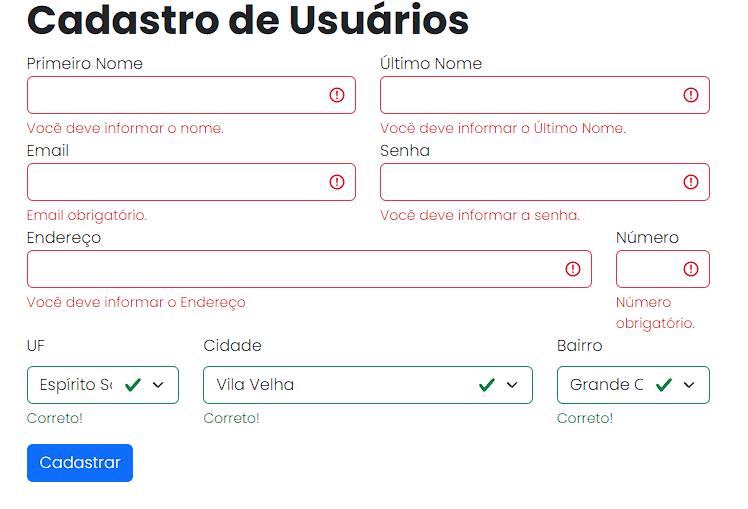 Cadastro de Usuários
Primeiro Nome
Último Nome
Você deve informar o nome.
Você deve informar o Último Nome.
Email
Senha
Email obrigatório.
Você deve informar a senha.
Endereço
Número
Você deve informar o Endereço
Número
obrigatório.
UF
Cidade
Bairro
Espírito
Vila Velha
Grande
Correto!
Correto!
Correto!
Cadastrar